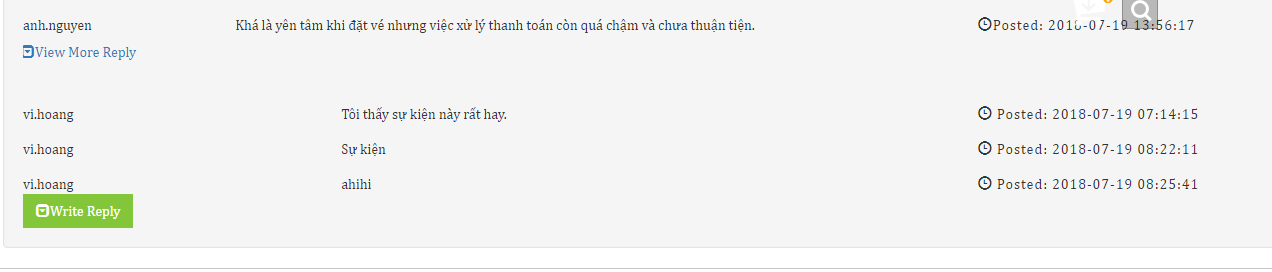 anh.nguyen Khá là yên tâm khi đặt vé nhưng việc xử lý thanh toán còn quá chậm và chưa thuận tiện. Posted: 2018-07-19 13:56:17
View More Reply
vi.hoang Tôi thấy sự kiện này rất hay. Posted: 2018-07-19 07:14:15
vi.hoang Sự kiện Posted: 2018-07-19 08:22:11
vi.hoang ahihi Posted: 2018-07-19 08:25:41
Write Reply